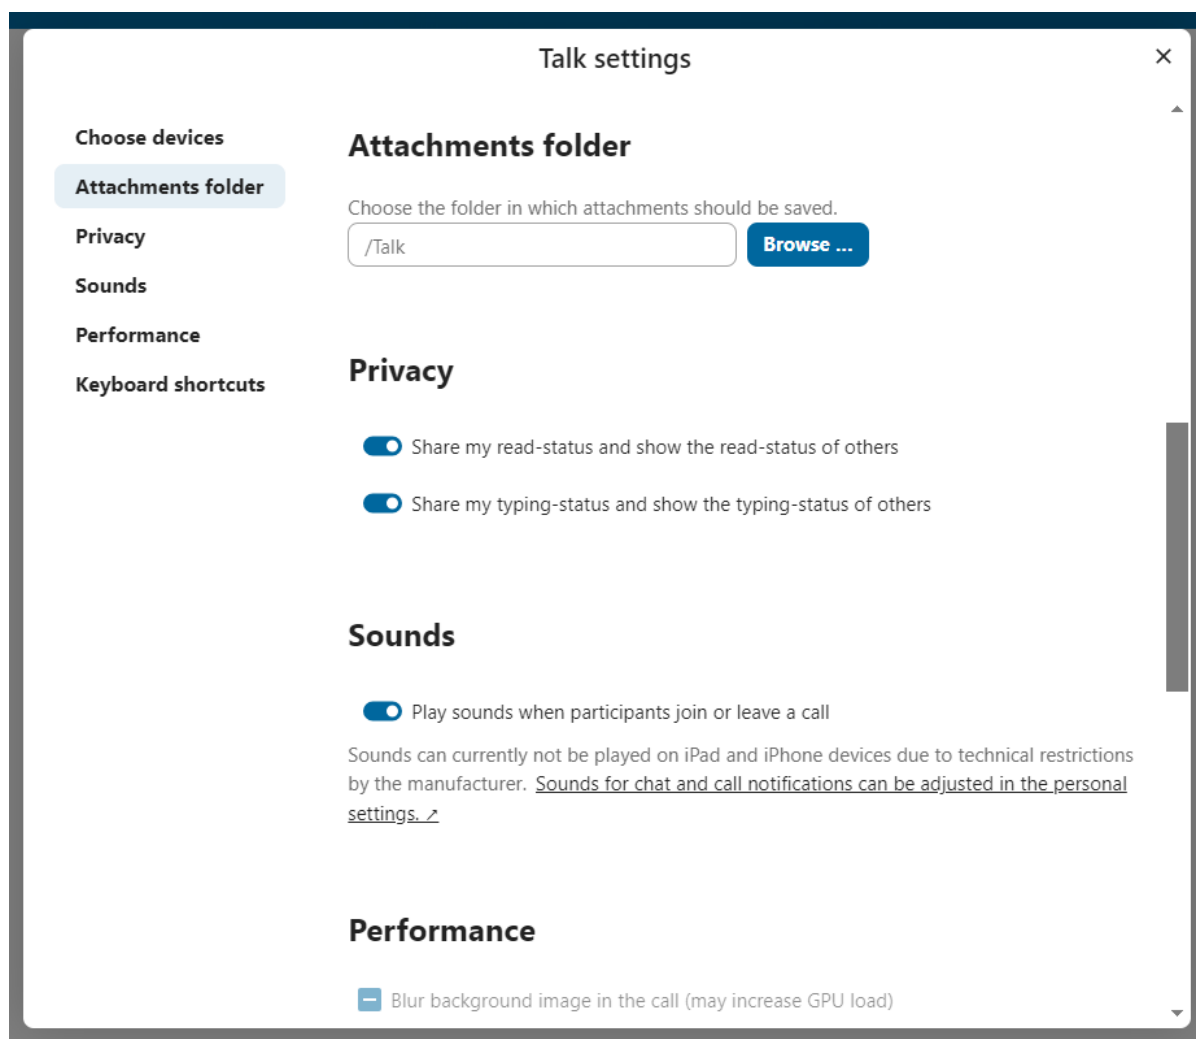 Talk settings
Choose devices
Attachments folder
Privacy
Sounds
Performance
Keyboard shortcuts
Attachments folder
Choose the folder in which attachments should be saved.
/Talk
Browse ...
Privacy
Share my read-status and show the read-status of others
Share my typing-status and show the typing-status of others
Sounds
Play sounds when participants join or leave a call
Sounds can currently not be played on iPad and iPhone devices due to technical restrictions
by the manufacturer. Sounds for chat and call notifications can be adjusted in the personal
settings. ↗
Performance
Blur background image in the call (may increase GPU load)